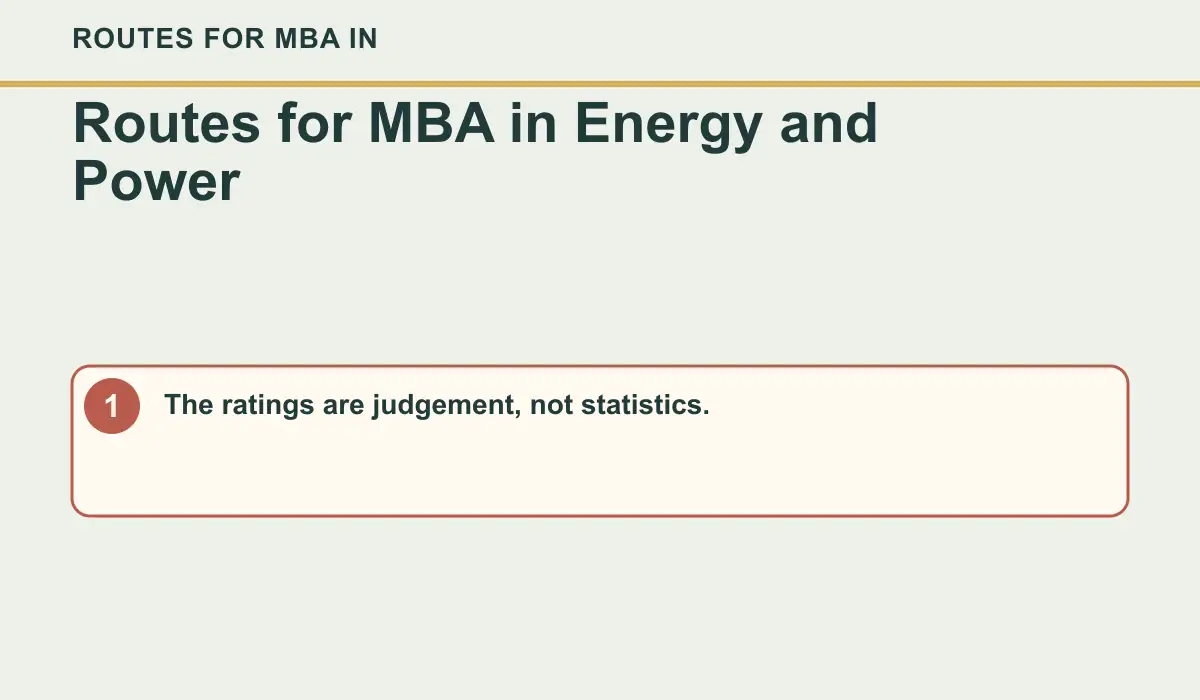 ROUTES FOR MBA IN
Routes for MBA in Energy and
Power
1 The ratings are judgement, not statistics.